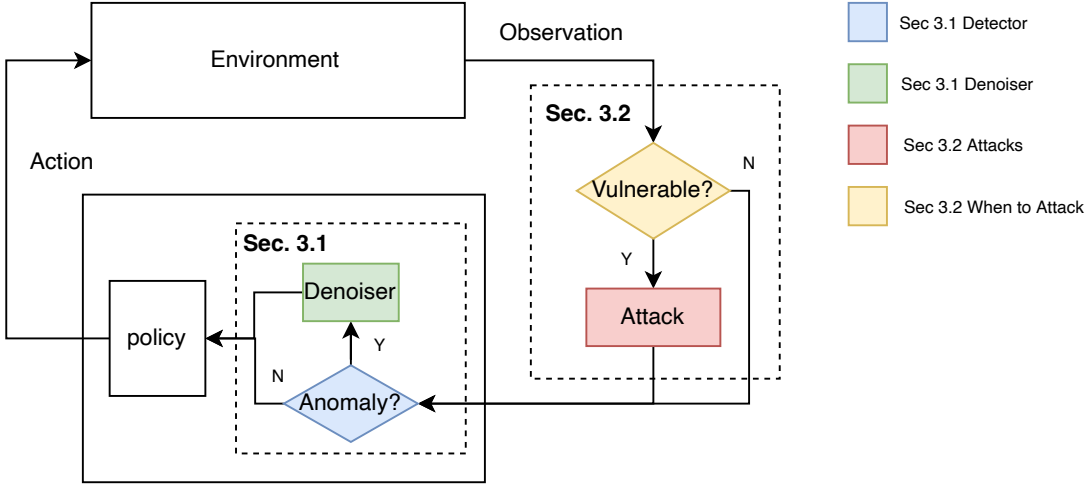 Environment
Observation
Action
Sec. 3.2
Vulnerable?
N
Y
Attack
Sec. 3.1
Denoiser
Y
N
Anomaly?
policy
Sec 3.1 Detector
Sec 3.1 Denoiser
Sec 3.2 Attacks
Sec 3.2 When to Attack